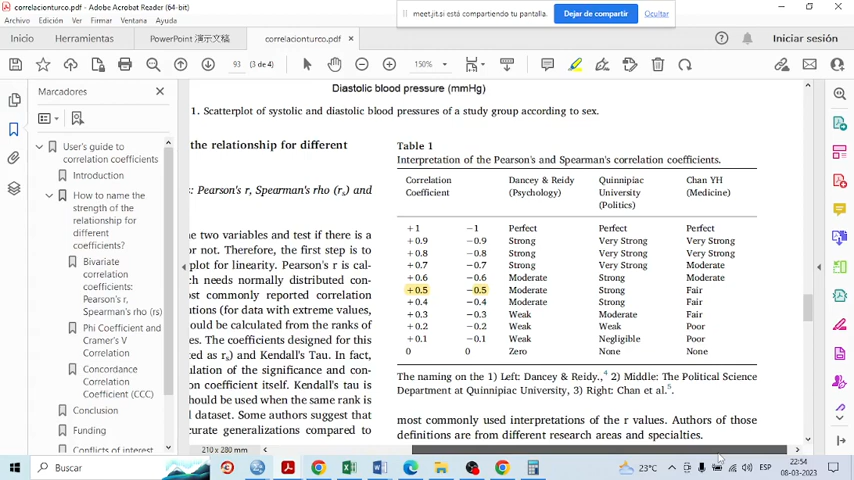 correlacionturco.pdf - Adobe Acrobat Reader (64-bit)
meet.jit.si está compartiendo tu pantalla.
Dejar de compartir
Ocultar
Archivo Edición Ver Firmar Ventana Ayuda
Inicio Herramientas PowerPoint 演示文稿 correlacionturco.pdf × Iniciar sesión
93 (3 de 4) 150%
Marcadores
User's guide to
correlation coefficients
Introduction
How to name the
strength of the
relationship for
different
coefficients?
Bivariate
correlation
coefficients:
Pearson's r,
Spearman's rho (rs)
Phi Coefficient and
Cramer's V
Correlation
Concordance
Correlation
Coefficient (CCC)
Conclusion
Funding
Conflicts of interest
Diastolic blood pressure (mmHg)
1. Scatterplot of systolic and diastolic blood pressures of a study group according to sex.
the relationship for different
s: Pearson's r, Spearman's rho (rs) and
ne two variables and test if there is a
r not. Therefore, the first step is to
plot for linearity. Pearson's r is cal-
ch needs normally distributed con-
ost commonly reported correlation
utions (for data with extreme values,
ould be calculated from the ranks of
es. The coefficients designed for this
ted as rs) and Kendall's Tau. In fact,
ulation of the significance and con-
on coefficient itself. Kendall's tau is
hould be used when the same rank is
l dataset. Some authors suggest that
ccurate generalizations compared to
Table 1
Interpretation of the Pearson's and Spearman's correlation coefficients.
Correlation Dancey & Reidy Quinnipiac Chan YH
Coefficient (Psychology) University (Medicine)
(Politics)
+1 −1 Perfect Perfect Perfect
+0.9 −0.9 Strong Very Strong Very Strong
+0.8 −0.8 Strong Very Strong Very Strong
+0.7 −0.7 Strong Very Strong Moderate
+0.6 −0.6 Moderate Strong Moderate
+0.5 −0.5 Moderate Strong Fair
+0.4 −0.4 Moderate Strong Fair
+0.3 −0.3 Weak Moderate Fair
+0.2 −0.2 Weak Weak Poor
+0.1 −0.1 Weak Negligible Poor
0 0 Zero None None
The naming on the 1) Left: Dancey & Reidy.,4 2) Middle: The Political Science
Department at Quinnipiac University, 3) Right: Chan et al.5.
most commonly used interpretations of the r values. Authors of those
definitions are from different research areas and specialties.
210 x 280 mm
Buscar
23°C
ESP
22:54
08-03-2023